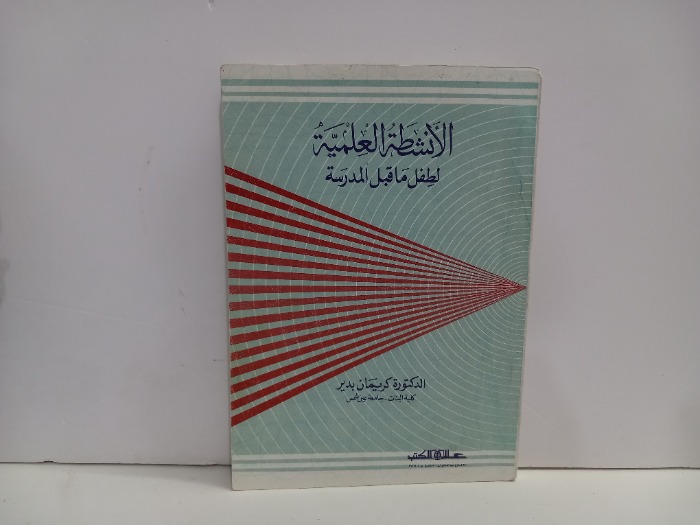 الأنشطة العلمية
لطفل ما قبل المدرسة
الدكتورة كريمان بدير
كلية البنات - جامعة عين شمس
عالم الكتب